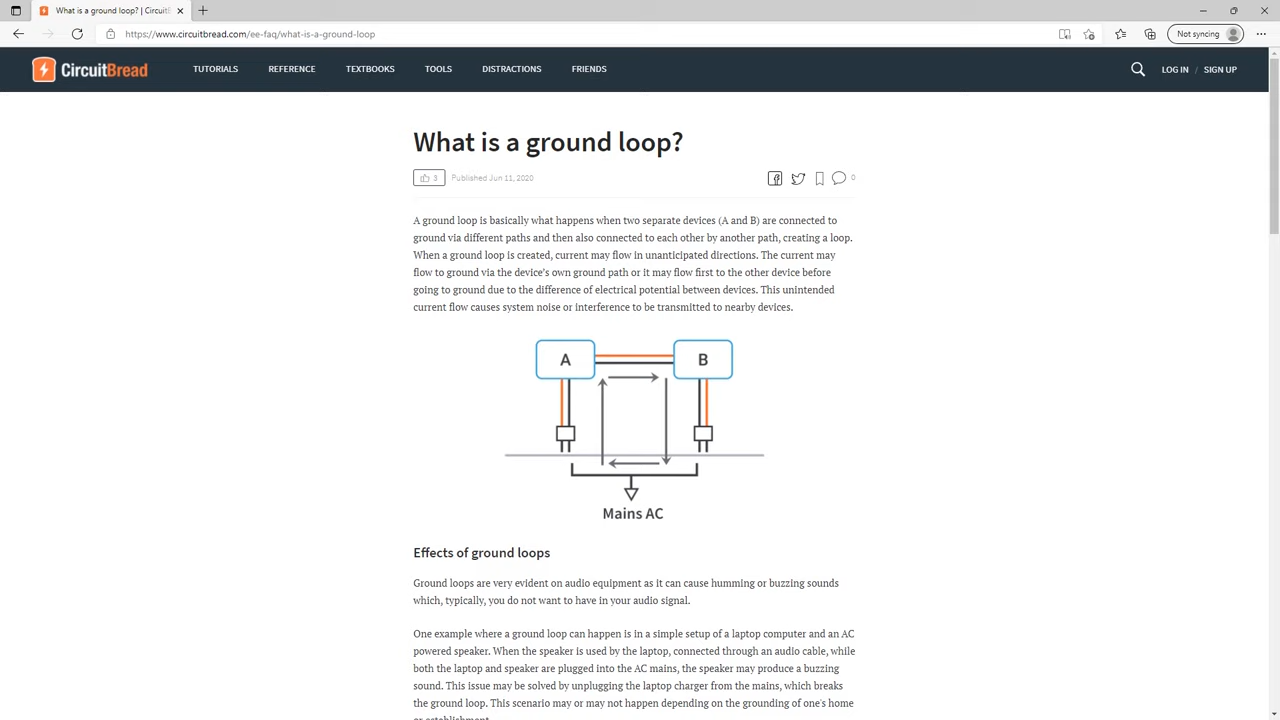 What is a ground loop? | Circuit
https://www.circuitbread.com/ee-faq/what-is-a-ground-loop
Not syncing
CircuitBread
TUTORIALS REFERENCE TEXTBOOKS TOOLS DISTRACTIONS FRIENDS
LOG IN / SIGN UP
What is a ground loop?
3 Published Jun 11, 2020
0
A ground loop is basically what happens when two separate devices (A and B) are connected to
ground via different paths and then also connected to each other by another path, creating a loop.
When a ground loop is created, current may flow in unanticipated directions. The current may
flow to ground via the device's own ground path or it may flow first to the other device before
going to ground due to the difference of electrical potential between devices. This unintended
current flow causes system noise or interference to be transmitted to nearby devices.
A B
Mains AC
Effects of ground loops
Ground loops are very evident on audio equipment as it can cause humming or buzzing sounds
which, typically, you do not want to have in your audio signal.
One example where a ground loop can happen is in a simple setup of a laptop computer and an AC
powered speaker. When the speaker is used by the laptop, connected through an audio cable, while
both the laptop and speaker are plugged into the AC mains, the speaker may produce a buzzing
sound. This issue may be solved by unplugging the laptop charger from the mains, which breaks
the ground loop. This scenario may or may not happen depending on the grounding of one's home
or establishment.